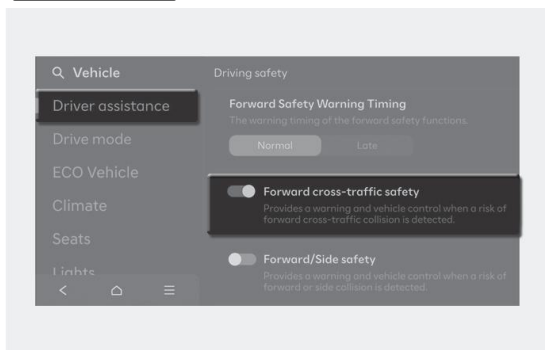 Vehicle
Driving safety
Driver assistance
Drive mode
ECO Vehicle
Climate
Seats
Lights
Forward Safety Warning Timing
The warning timing of the forward safety functions.
Normal
Late
Forward cross-traffic safety
Provides a warning and vehicle control when a risk of
forward cross-traffic collision is detected.
Forward/Side safety
Provides a warning and vehicle control when a risk of
forward or side collision is detected.